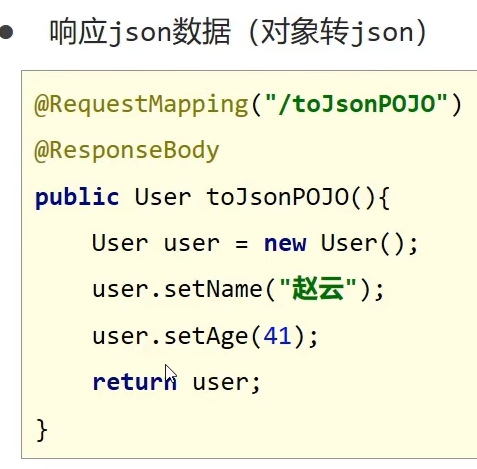 ● 响应json数据（对象转json）
@RequestMapping("/toJsonPOJO")
@ResponseBody
public User toJsonPOJO(){
    User user = new User();
    user.setName("赵云");
    user.setAge(41);
    return user;
}